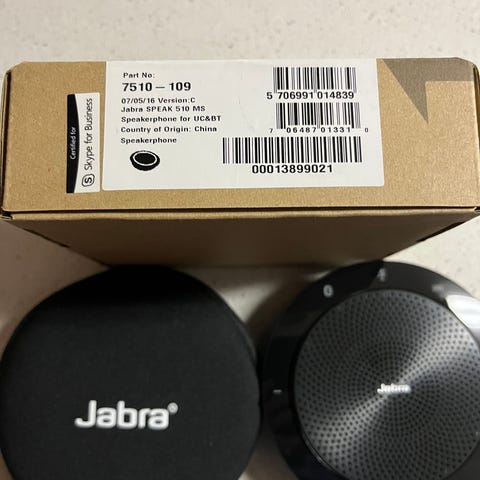 Part No:
7510-109
07/05/16 Version:C
Jabra SPEAK 510 MS
Speakerphone for UC&BT
Country of Origin: China
Speakerphone
5 706991 014839
7 06487 01331 0
00013899021
Certified for
S Skype for Business
Jabra®
Jabra